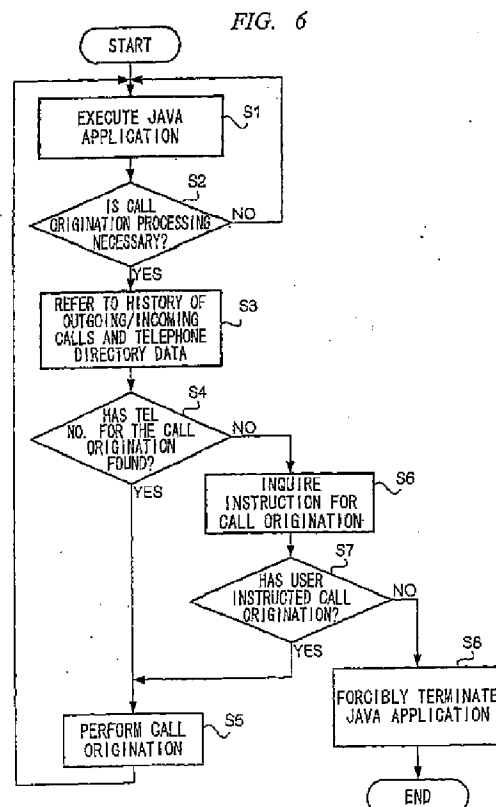 FIG. 6
START
EXECUTE JAVA
APPLICATION
S1
S2
IS CALL
ORIGINATION PROCESSING
NECESSARY?
NO
YES
REFER TO HISTORY OF
OUTGOING/INCOMING
CALLS AND TELEPHONE
DIRECTORY DATA
S3
S4
HAS TEL
NO. FOR THE CALL
ORIGINATION
FOUND?
NO
YES
INQUIRE
INSTRUCTION FOR
CALL ORIGINATION
S6
S7
HAS USER
INSTRUCTED CALL
ORIGINATION?
NO
YES
S8
FORCIBLY TERMINATE
JAVA APPLICATION
PERFORM CALL
ORIGINATION
S5
END